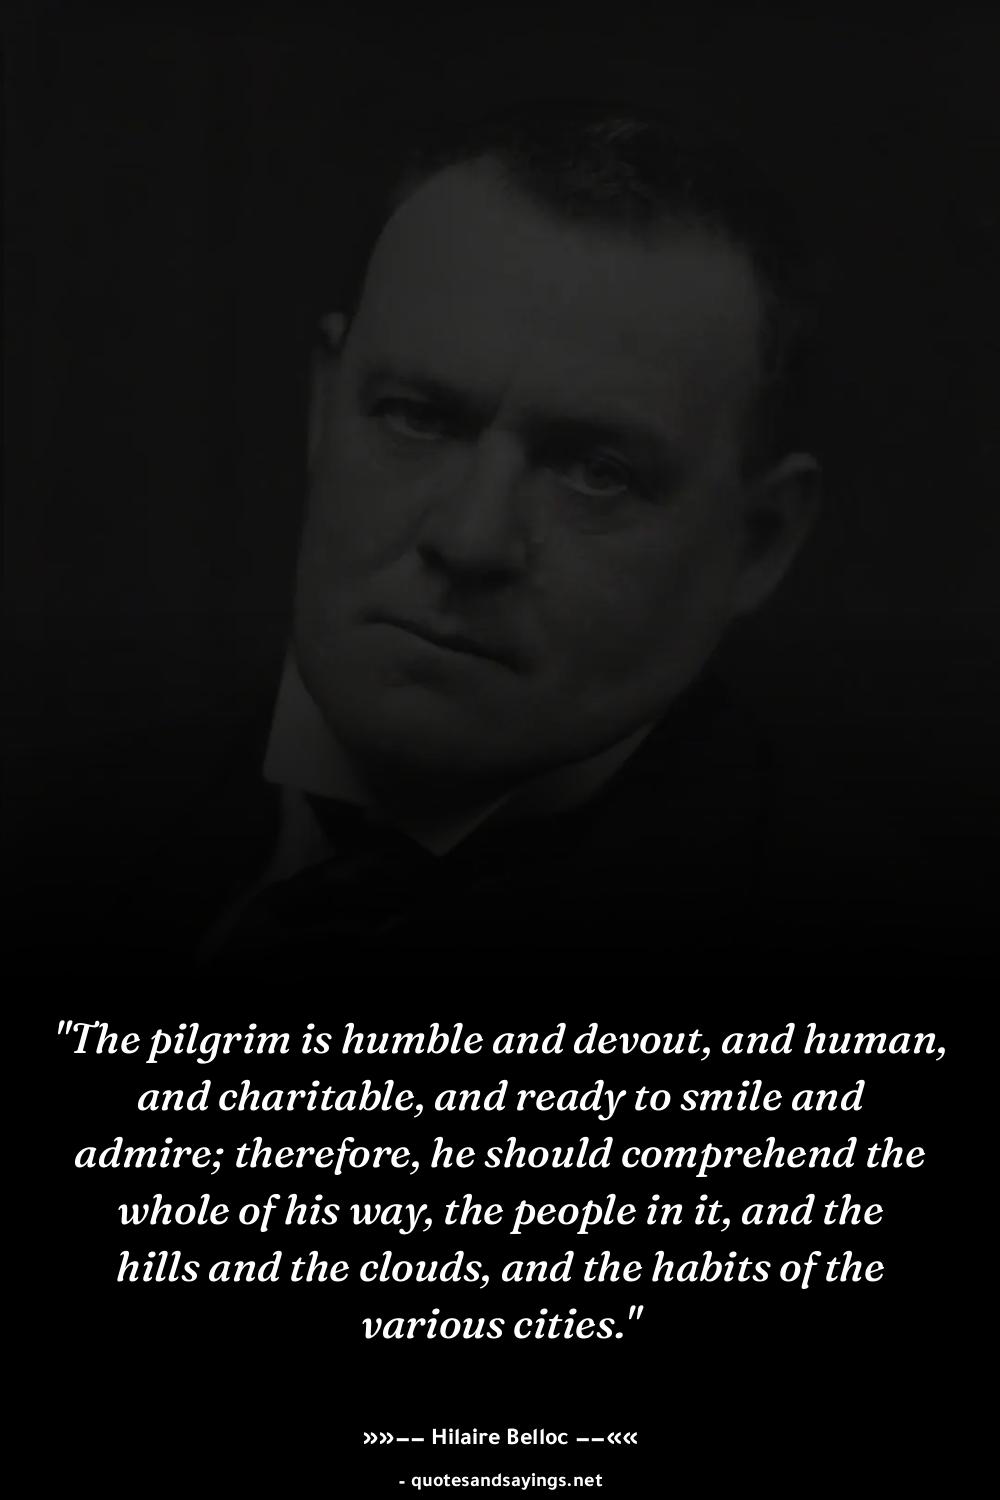 "The pilgrim is humble and devout, and human,
and charitable, and ready to smile and
admire; therefore, he should comprehend the
whole of his way, the people in it, and the
hills and the clouds, and the habits of the
various cities."
»»−− Hilaire Belloc −−««
- quotesandsayings.net